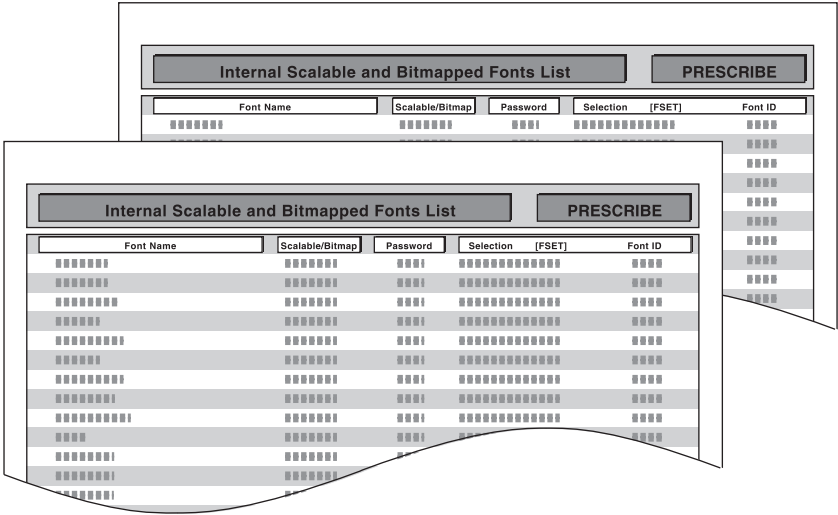 Internal Scalable and Bitmapped Fonts List PRESCRIBE
Font Name Scalable/Bitmap Password Selection [FSET] Font ID
Internal Scalable and Bitmapped Fonts List PRESCRIBE
Font Name Scalable/Bitmap Password Selection [FSET] Font ID